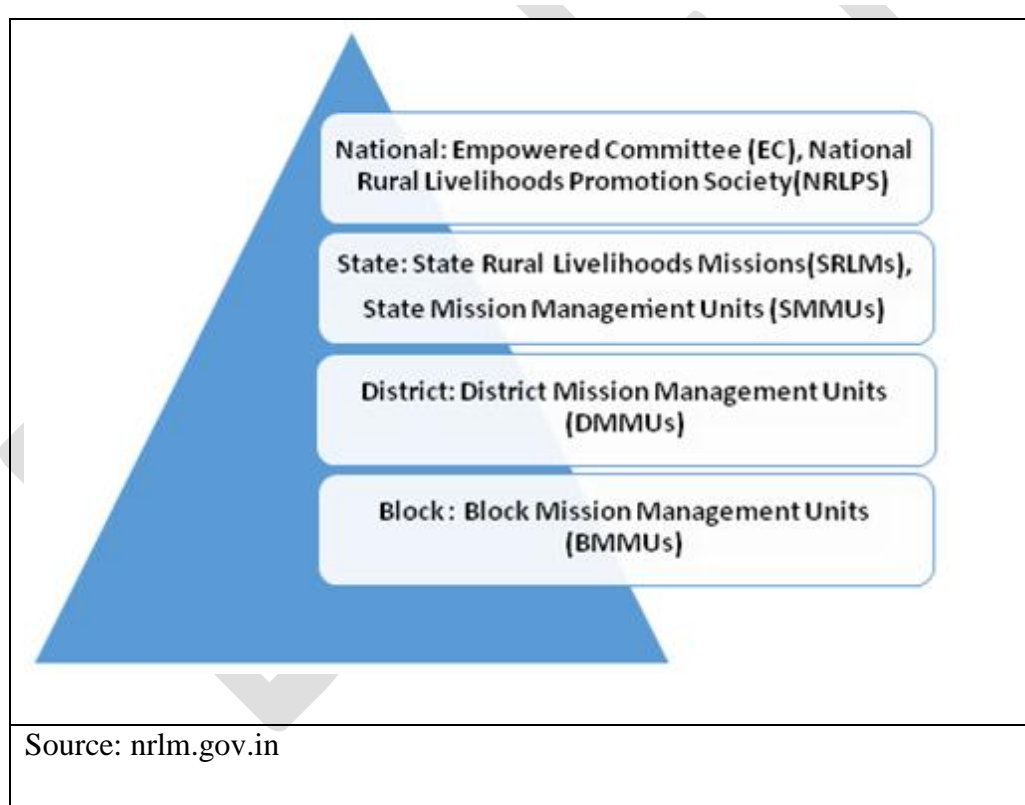 National: Empowered Committee (EC), National
Rural Livelihoods Promotion Society(NRLPS)
State: State Rural Livelihoods Missions(SRLMs),
State Mission Management Units (SMMUs)
District: District Mission Management Units
(DMMUs)
Block : Block Mission Management Units
(BMMUs)
Source: nrlm.gov.in